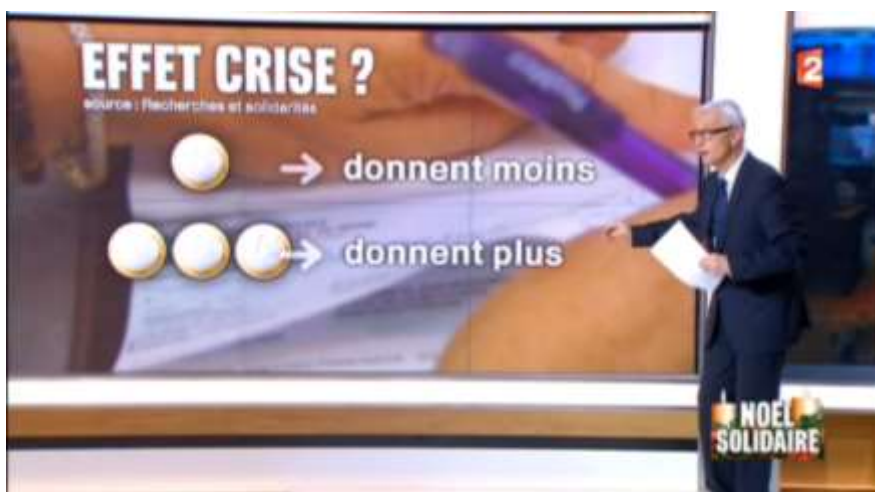 EFFET CRISE ?
source : Recherches et solidarités
donnent moins
donnent plus
2
NOËL
SOLIDAIRE